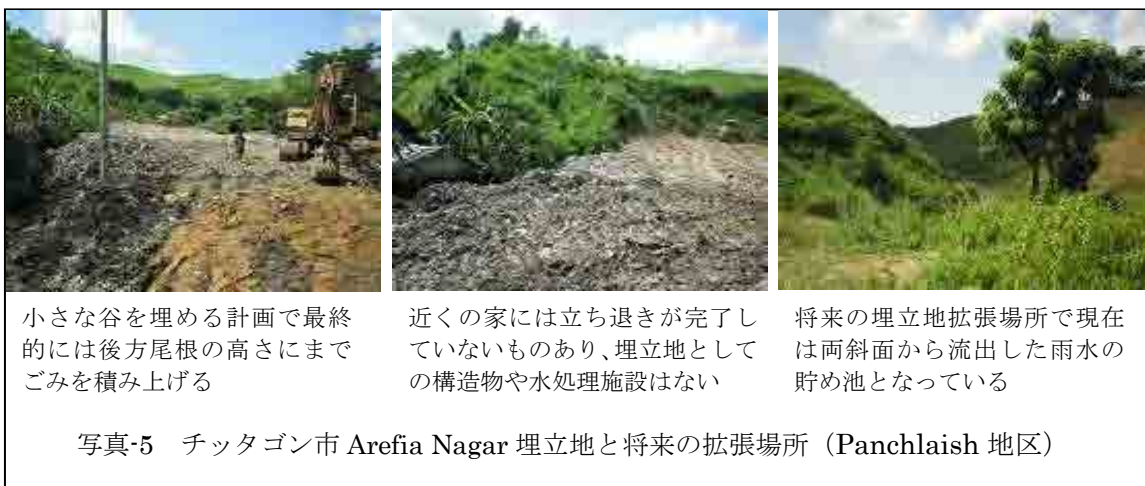 小さな谷を埋める計画で最終
的には後方尾根の高さにまで
ごみを積み上げる
近くの家には立ち退きが完了し
ていないものあり、埋立地として
の構造物や水処理施設はない
将来の埋立地拡張場所で現在
は両斜面から流出した雨水の
貯め池となっている
写真-5 チッタゴン市 Arefia Nagar 埋立地と将来の拡張場所（Panchlaish 地区）